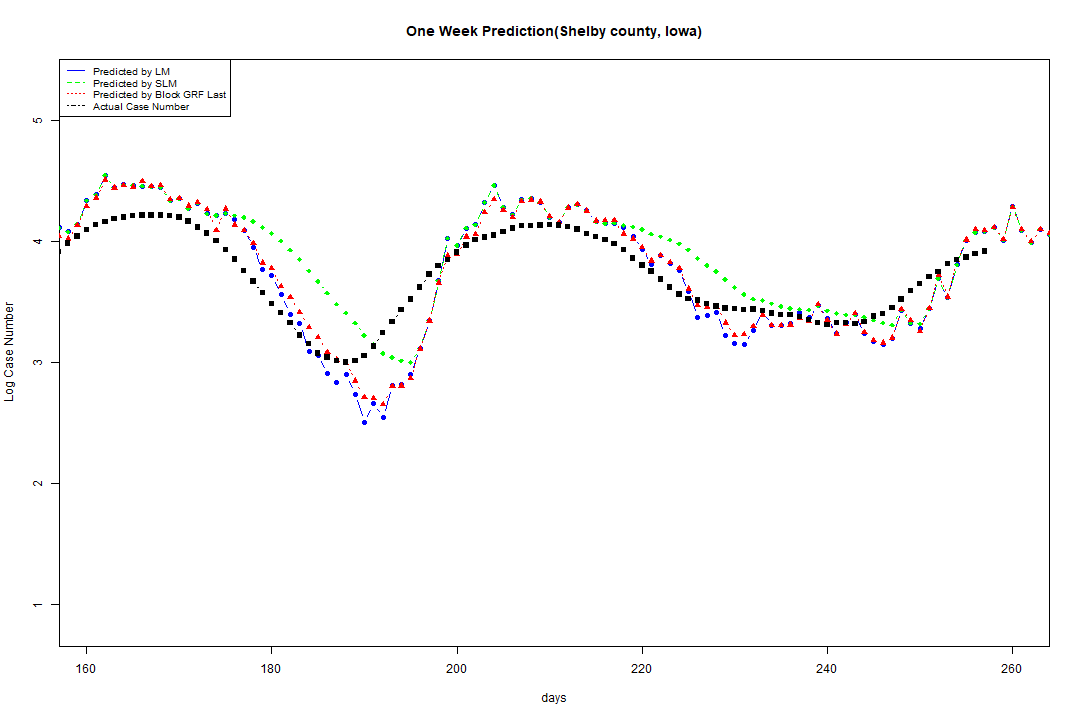 One Week Prediction(Shelby county, Iowa)
Predicted by LM
Predicted by SLM
Predicted by Block GRF Last
Actual Case Number
5
4
3
2
1
Log Case Number
160 180 200 220 240 260
days